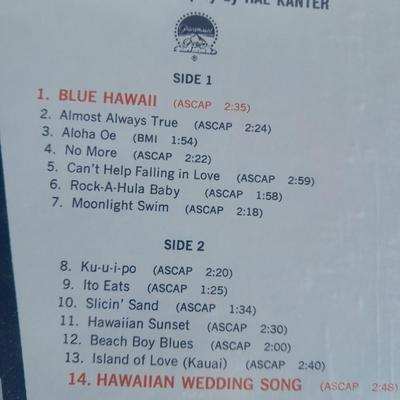 by HAL KANTER
Paramount
®
SIDE 1
1. BLUE HAWAII (ASCAP 2:35)
2. Almost Always True (ASCAP 2:24)
3. Aloha Oe (BMI 1:54)
4. No More (ASCAP 2:22)
5. Can't Help Falling in Love (ASCAP 2:59)
6. Rock-A-Hula Baby (ASCAP 1:58)
7. Moonlight Swim (ASCAP 2:18)
SIDE 2
8. Ku-u-i-po (ASCAP 2:20)
9. Ito Eats (ASCAP 1:25)
10. Slicin' Sand (ASCAP 1:34)
11. Hawaiian Sunset (ASCAP 2:30)
12. Beach Boy Blues (ASCAP 2:00)
13. Island of Love (Kauai) (ASCAP 2:40)
14. HAWAIIAN WEDDING SONG (ASCAP 2:48)